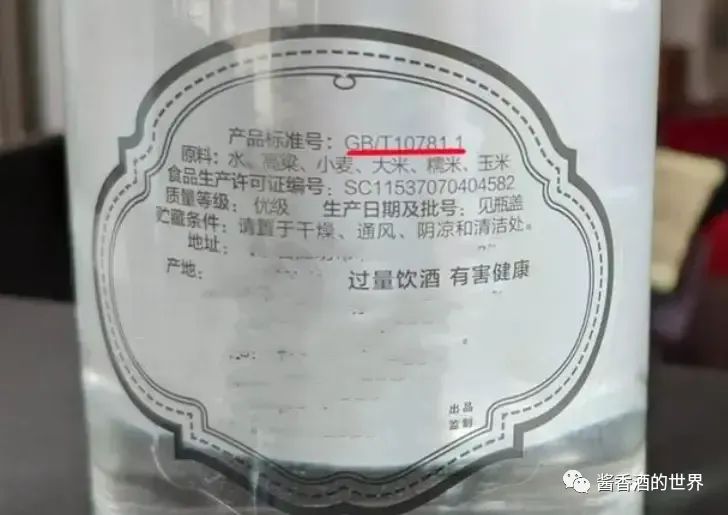 产品标准号：GB/T10781.1
原料：水、高粱、小麦、大米、糯米、玉米
食品生产许可证编号：SC11537070404582
质量等级：优级 生产日期及批号：见瓶盖
贮藏条件：请置于干燥、通风、阴凉和清洁处。
地址：
产地：
过量饮酒 有害健康
出品
监制
酱香酒的世界